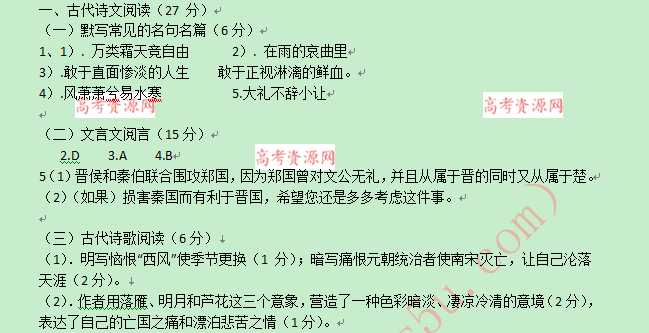 一、古代诗文阅读（27 分）
（一）默写常见的名句名篇（6分）
1、1）．万类霜天竞自由 2）．在雨的哀曲里
3）.敢于直面惨淡的人生 敢于正视淋漓的鲜血。
4）.风萧萧兮易水寒 5.大礼不辞小让
高考资源网 高考资源网
（二）文言文阅言（15 分）
2.D 3.A 4.B
高考资源网
5（1）晋侯和秦伯联合围攻郑国，因为郑国曾对文公无礼，并且从属于晋的同时又从属于楚。
（2）（如果）损害秦国而有利于晋国，希望您还是多多考虑这件事。
（三）古代诗歌阅读（6分）
（1）．明写恼恨“西风”使季节更换（1 分）；暗写痛恨元朝统治者使南宋灭亡，让自己沦落
天涯（2 分）。
（2）．作者用落雁、明月和芦花这三个意象，营造了一种色彩暗淡、凄凉冷清的意境（2 分），
表达了自己的亡国之痛和漂泊悲苦之情（1 分）。